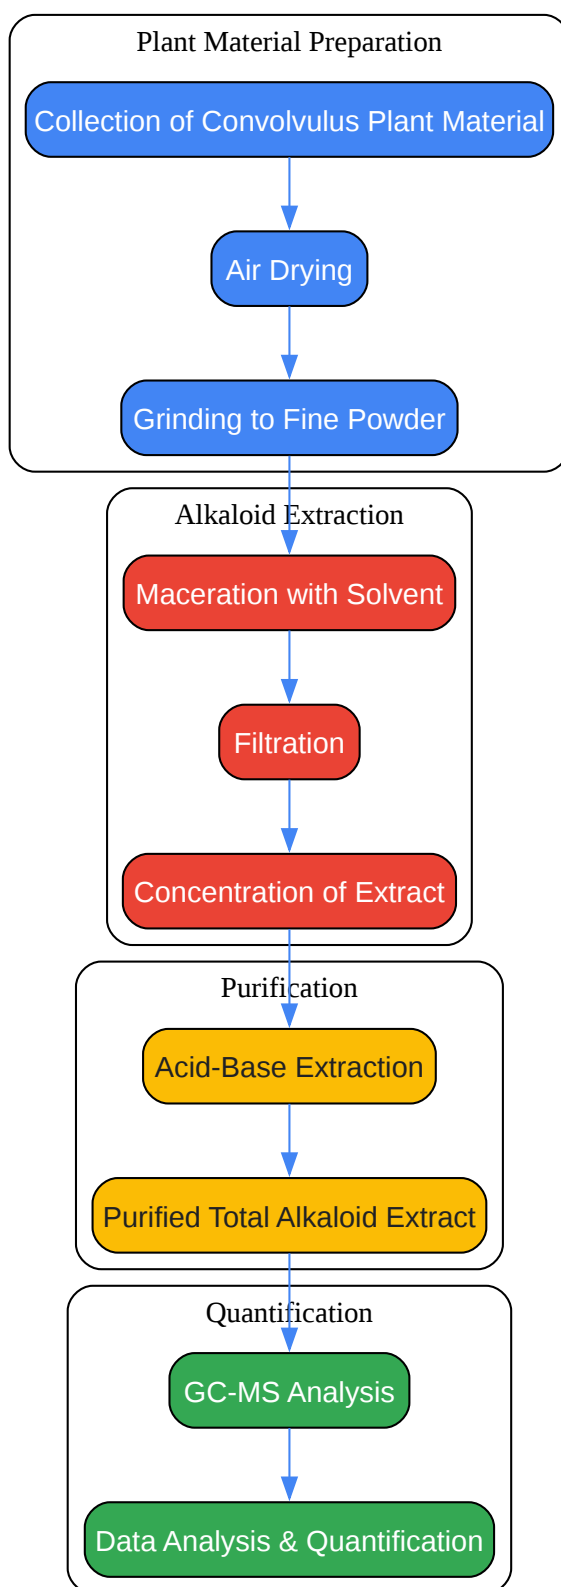 Plant Material Preparation
Collection of Convolvulus Plant Material
Air Drying
Grinding to Fine Powder
Alkaloid Extraction
Maceration with Solvent
Filtration
Concentration of Extract
Purification
Acid-Base Extraction
Purified Total Alkaloid Extract
Quantification
GC-MS Analysis
Data Analysis & Quantification